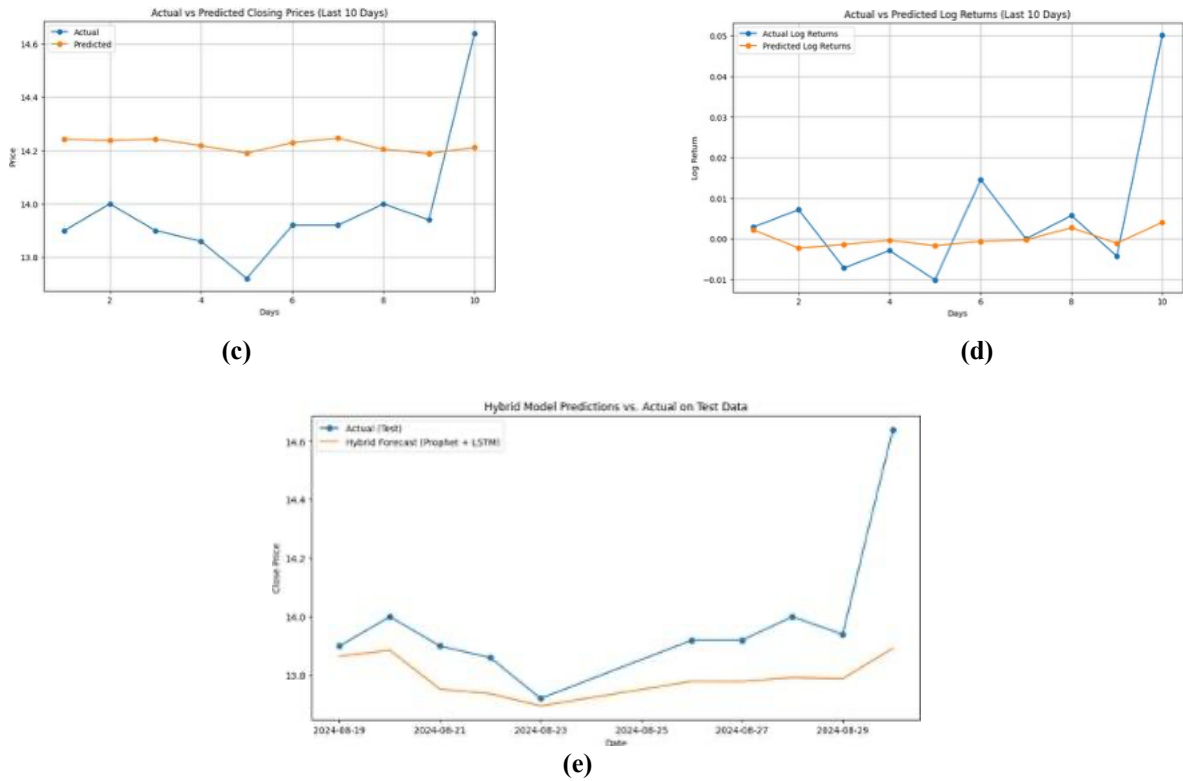 Actual vs Predicted Closing Prices (Last 10 Days)
Actual
Predicted
14.6
14.4
14.2
14.0
13.8
Price
2 4 6 8 10
Days
(c)
Actual vs Predicted Log Returns (Last 10 Days)
Actual Log Returns
Predicted Log Returns
0.05
0.04
0.03
0.02
0.01
0.00
−0.01
Log Return
2 4 6 8 10
Days
(d)
Hybrid Model Predictions vs. Actual on Test Data
Actual (Test)
Hybrid Forecast (Prophet + LSTM)
14.6
14.4
14.2
14.0
13.8
Close Price
2024-08-19 2024-08-21 2024-08-23 2024-08-25 2024-08-27 2024-08-29
Date
(e)